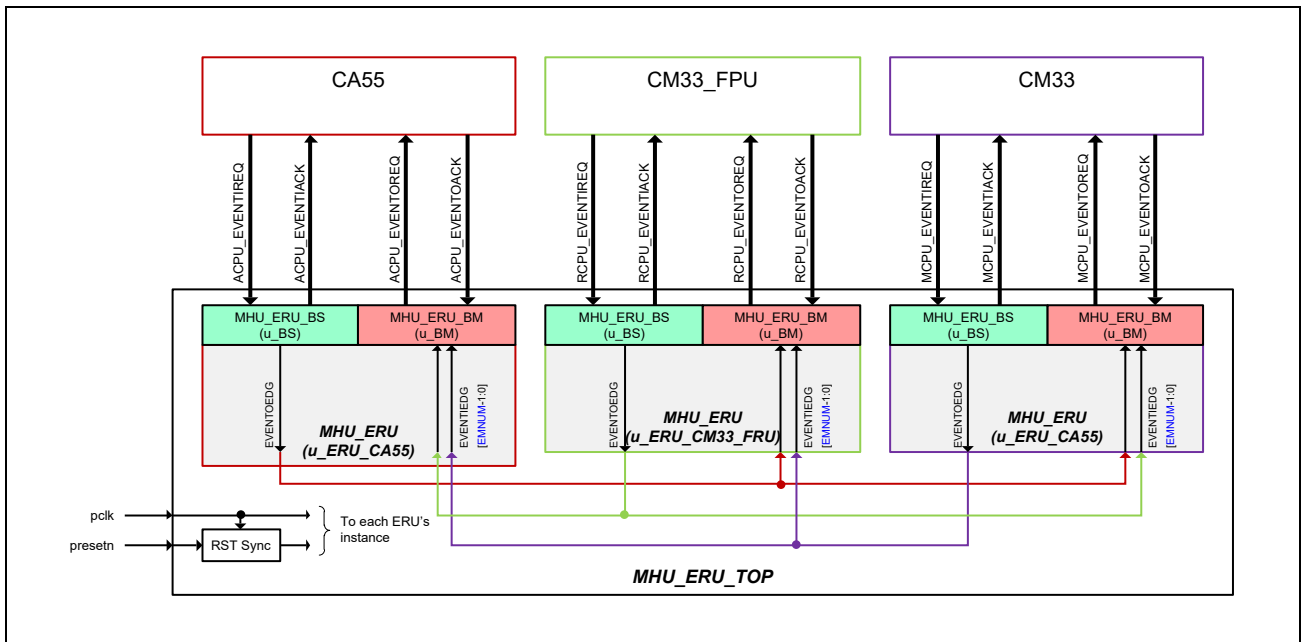 CA55
CM33_FPU
CM33
ACPU_EVENTIREQ
ACPU_EVENTIACK
ACPU_EVENTOREQ
ACPU_EVENTOACK
RCPU_EVENTIREQ
RCPU_EVENTIACK
RCPU_EVENTOREQ
RCPU_EVENTOACK
MCPU_EVENTIREQ
MCPU_EVENTIACK
MCPU_EVENTOREQ
MCPU_EVENTOACK
MHU_ERU_BS
(u_BS)
MHU_ERU_BM
(u_BM)
MHU_ERU_BS
(u_BS)
MHU_ERU_BM
(u_BM)
MHU_ERU_BS
(u_BS)
MHU_ERU_BM
(u_BM)
EVENTOEDG
MHU_ERU
(u_ERU_CA55)
EVENTIEDG
[EMNUM-1:0]
EVENTOEDG
MHU_ERU
(u_ERU_CM33_FRU)
EVENTIEDG
[EMNUM-1:0]
EVENTOEDG
MHU_ERU
(u_ERU_CA55)
EVENTIEDG
[EMNUM-1:0]
pclk
presetn
RST Sync
To each ERU's
instance
MHU_ERU_TOP